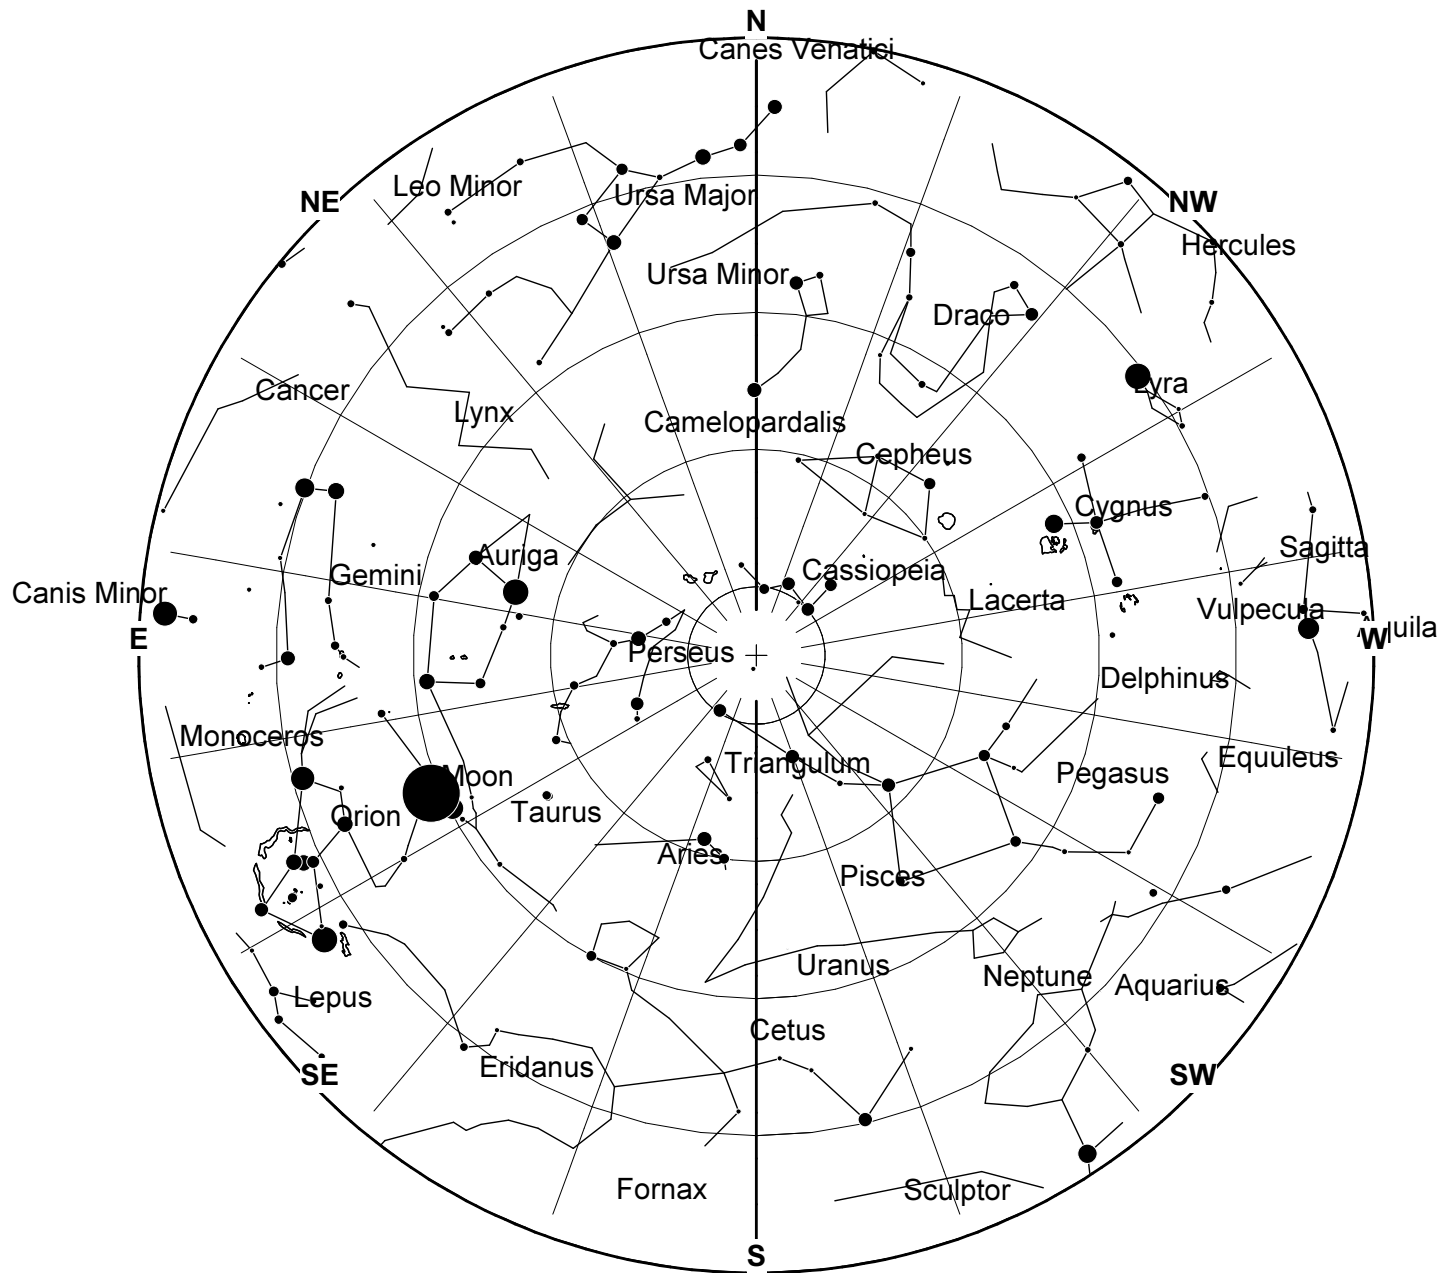 N
Canes Venatici
Leo Minor
Ursa Major
NE
NW
Hercules
Ursa Minor
Draco
Cancer
Lynx
Lyra
Camelopardalis
Cepheus
Cygnus
Auriga
Sagitta
Gemini
Cassiopeia
Canis Minor
Lacerta
Vulpecula
E
Perseus
W
quila
Delphinus
Monoceros
Triangulum
Equuleus
Moon
Pegasus
Orion
Taurus
Aries
Pisces
Uranus
Neptune
Aquarius
Lepus
Cetus
Eridanus
SE
SW
Fornax
Sculptor
S